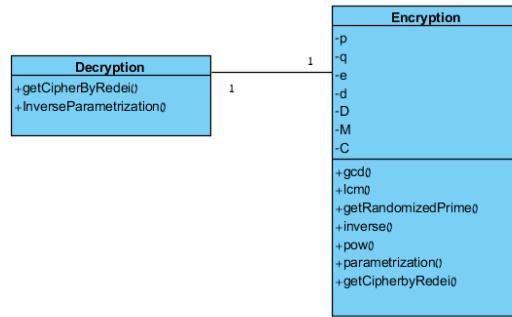 Decryption
+getCipherByRedei()
+InverseParametrization()
1
1
Encryption
-p
-q
-e
-d
-D
-M
-C
+gcd()
+lcm()
+getRandomizedPrime()
+inverse()
+pow()
+parametrization()
+getCipherbyRedei()